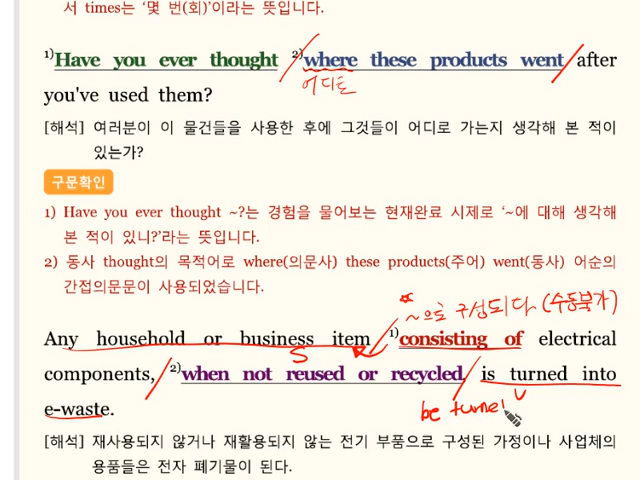 서 times는 '몇 번(회)'이라는 뜻입니다.
1)Have you ever thought 2)where these products went after
어디로
you've used them?
[해석] 여러분이 이 물건들을 사용한 후에 그것들이 어디로 가는지 생각해 본 적이
있는가?
구문확인
1) Have you ever thought ~?는 경험을 물어보는 현재완료 시제로 '~에 대해 생각해
본 적이 있니?'라는 뜻입니다.
2) 동사 thought의 목적어로 where(의문사) these products(주어) went(동사) 어순의
간접의문문이 사용되었습니다.
~으로 구성되다 (수동불가)
Any household or business item 1)consisting of electrical
S
components, 2)when not reused or recycled, is turned into
V
e-waste.
be turne
[해석] 재사용되지 않거나 재활용되지 않는 전기 부품으로 구성된 가정이나 사업체의
용품들은 전자 폐기물이 된다.